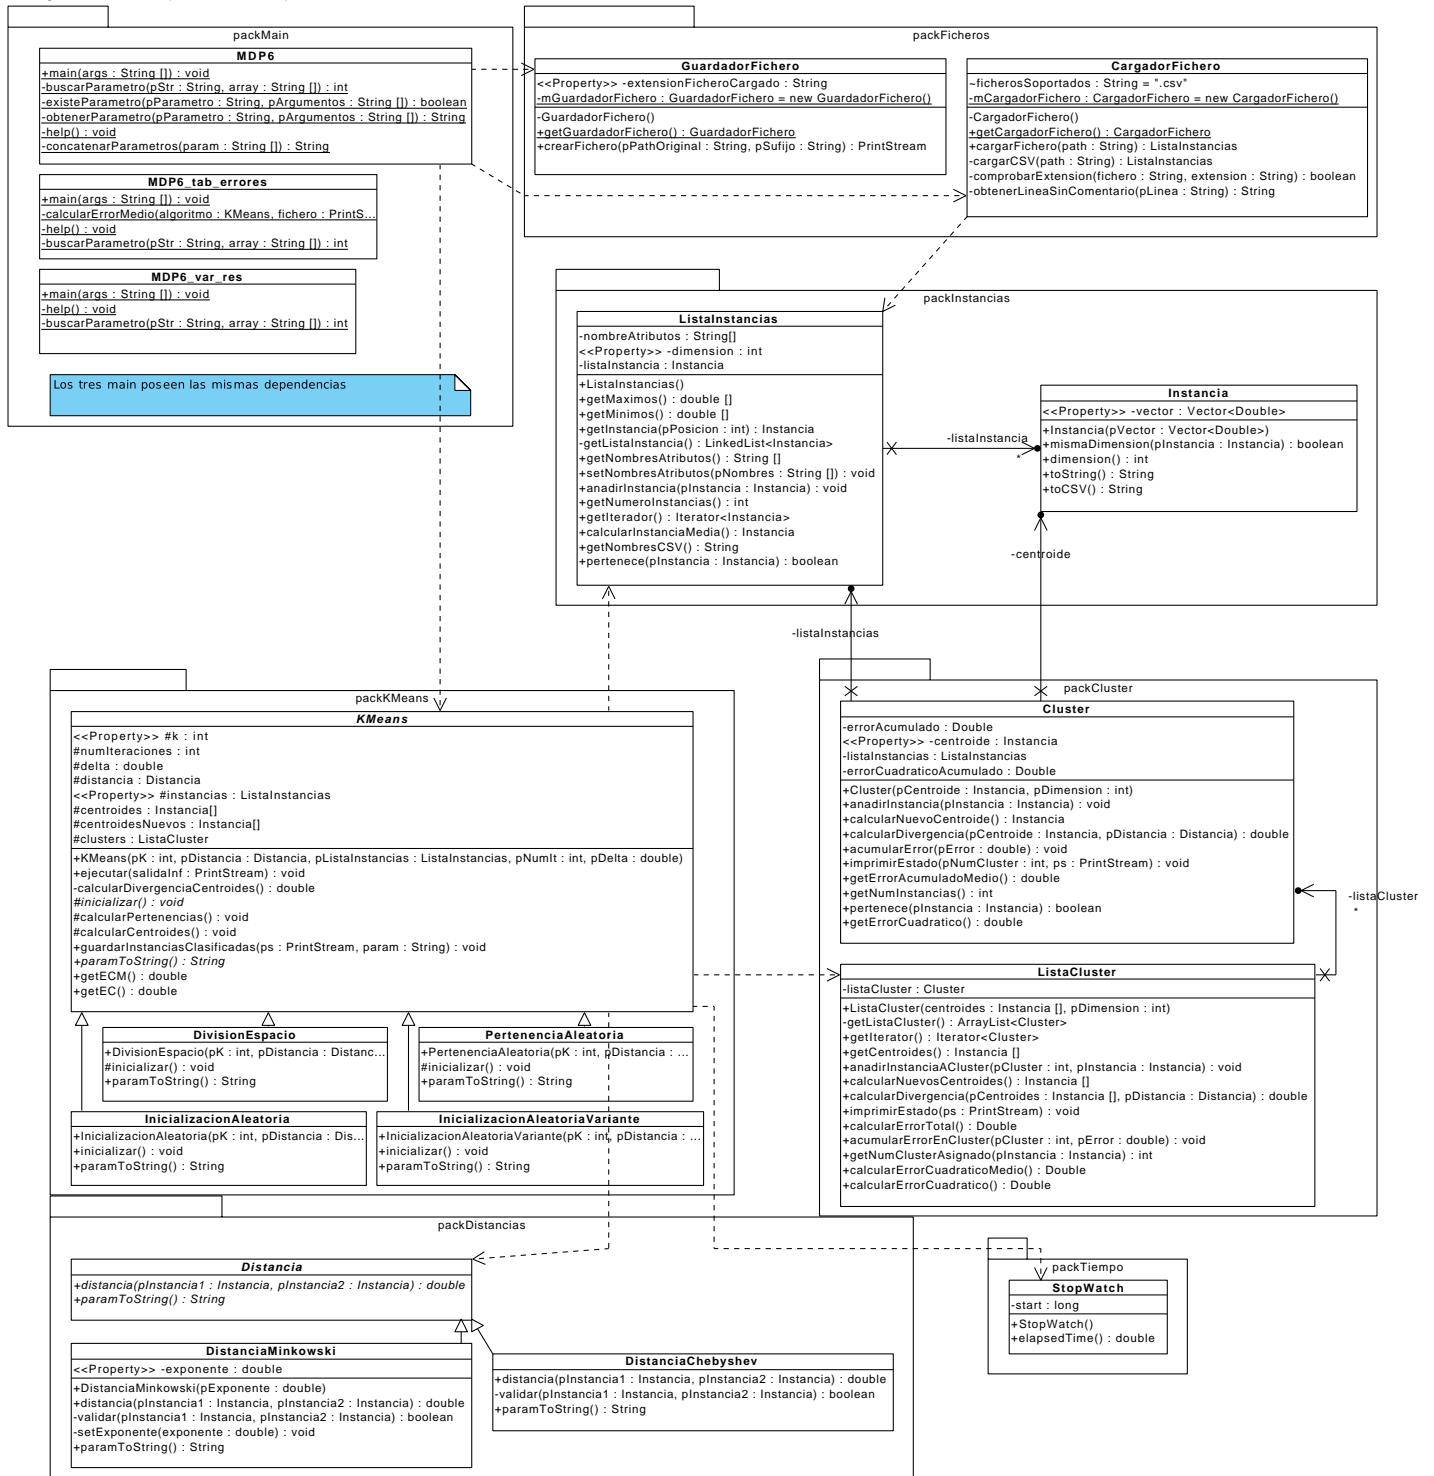 packMain
MDP6
+main(args : String []) : void
-buscarParametro(pStr : String, array : String []) : int
-existeParametro(pParametro : String, pArgumentos : String []) : boolean
-obtenerParametro(pParametro : String, pArgumentos : String []) : String
-help() : void
-concatenarParametros(param : String []) : String
MDP6_tab_errores
+main(args : String []) : void
-calcularErrorMedio(algoritmo : KMeans, fichero : PrintS...
-help() : void
-buscarParametro(pStr : String, array : String []) : int
MDP6_var_res
+main(args : String []) : void
-help() : void
-buscarParametro(pStr : String, array : String []) : int
Los tres main poseen las mismas dependencias
packFicheros
GuardadorFichero
<<Property>> -extensionFicheroCargado : String
-mGuardadorFichero : GuardadorFichero = new GuardadorFichero()
-GuardadorFichero()
+getGuardadorFichero() : GuardadorFichero
+crearFichero(pPathOriginal : String, pSufijo : String) : PrintStream
CargadorFichero
~ficherosSoportados : String = ".csv"
-mCargadorFichero : CargadorFichero = new CargadorFichero()
-CargadorFichero()
+getCargadorFichero() : CargadorFichero
+cargarFichero(path : String) : ListaInstancias
-cargarCSV(path : String) : ListaInstancias
-comprobarExtension(fichero : String, extension : String) : boolean
-obtenerLineaSinComentario(pLinea : String) : String
packInstancias
ListaInstancias
-nombreAtributos : String[]
<<Property>> -dimension : int
-listaInstancia : Instancia
+ListaInstancias()
+getMaximos() : double []
+getMinimos() : double []
+getInstancia(pPosicion : int) : Instancia
-getListaInstancia() : LinkedList<Instancia>
+getNombresAtributos() : String []
+setNombresAtributos(pNombres : String []) : void
+anadirInstancia(pInstancia : Instancia) : void
+getNumeroInstancias() : int
+getIterador() : Iterator<Instancia>
+calcularInstanciaMedia() : Instancia
+getNombresCSV() : String
+pertenece(pInstancia : Instancia) : boolean
-listaInstancia
*
Instancia
<<Property>> -vector : Vector<Double>
+Instancia(pVector : Vector<Double>)
+mismaDimension(pInstancia : Instancia) : boolean
+dimension() : int
+toString() : String
+toCSV() : String
-centroide
-listaInstancias
packKMeans
KMeans
<<Property>> #k : int
#numIteraciones : int
#delta : double
#distancia : Distancia
<<Property>> #instancias : ListaInstancias
#centroides : Instancia[]
#centroidesNuevos : Instancia[]
#clusters : ListaCluster
+KMeans(pK : int, pDistancia : Distancia, pListaInstancias : ListaInstancias, pNumIt : int, pDelta : double)
+ejecutar(salidaInf : PrintStream) : void
-calcularDivergenciaCentroides() : double
#inicializar() : void
#calcularPertenencias() : void
#calcularCentroides() : void
+guardarInstanciasClasificadas(ps : PrintStream, param : String) : void
+paramToString() : String
+getECM() : double
+getEC() : double
DivisionEspacio
+DivisionEspacio(pK : int, pDistancia : Distanc...
#inicializar() : void
+paramToString() : String
PertenenciaAleatoria
+PertenenciaAleatoria(pK : int, pDistancia : ...
#inicializar() : void
+paramToString() : String
InicializacionAleatoria
+InicializacionAleatoria(pK : int, pDistancia : Dis...
+inicializar() : void
+paramToString() : String
InicializacionAleatoriaVariante
+InicializacionAleatoriaVariante(pK : int, pDistancia : ...
+inicializar() : void
+paramToString() : String
packCluster
Cluster
-errorAcumulado : Double
<<Property>> -centroide : Instancia
-listaInstancias : ListaInstancias
-errorCuadraticoAcumulado : Double
+Cluster(pCentroide : Instancia, pDimension : int)
+anadirInstancia(pInstancia : Instancia) : void
+calcularNuevoCentroide() : Instancia
+calcularDivergencia(pCentroide : Instancia, pDistancia : Distancia) : double
+acumularError(pError : double) : void
+imprimirEstado(pNumCluster : int, ps : PrintStream) : void
+getErrorAcumuladoMedio() : double
+getNumInstancias() : int
+pertenece(pInstancia : Instancia) : boolean
+getErrorCuadratico() : double
-listaCluster
*
ListaCluster
-listaCluster : Cluster
+ListaCluster(centroides : Instancia [], pDimension : int)
-getListaCluster() : ArrayList<Cluster>
+getIterator() : Iterator<Cluster>
+getCentroides() : Instancia []
+anadirInstanciaACluster(pCluster : int, pInstancia : Instancia) : void
+calcularNuevosCentroides() : Instancia []
+calcularDivergencia(pCentroides : Instancia [], pDistancia : Distancia) : double
+imprimirEstado(ps : PrintStream) : void
+calcularErrorTotal() : Double
+acumularErrorEnCluster(pCluster : int, pError : double) : void
+getNumClusterAsignado(pInstancia : Instancia) : int
+calcularErrorCuadraticoMedio() : Double
+calcularErrorCuadratico() : Double
packDistancias
Distancia
+distancia(pInstancia1 : Instancia, pInstancia2 : Instancia) : double
+paramToString() : String
DistanciaMinkowski
<<Property>> -exponente : double
+DistanciaMinkowski(pExponente : double)
+distancia(pInstancia1 : Instancia, pInstancia2 : Instancia) : double
-validar(pInstancia1 : Instancia, pInstancia2 : Instancia) : boolean
-setExponente(exponente : double) : void
+paramToString() : String
DistanciaChebyshev
+distancia(pInstancia1 : Instancia, pInstancia2 : Instancia) : double
-validar(pInstancia1 : Instancia, pInstancia2 : Instancia) : boolean
+paramToString() : String
packTiempo
StopWatch
-start : long
+StopWatch()
+elapsedTime() : double